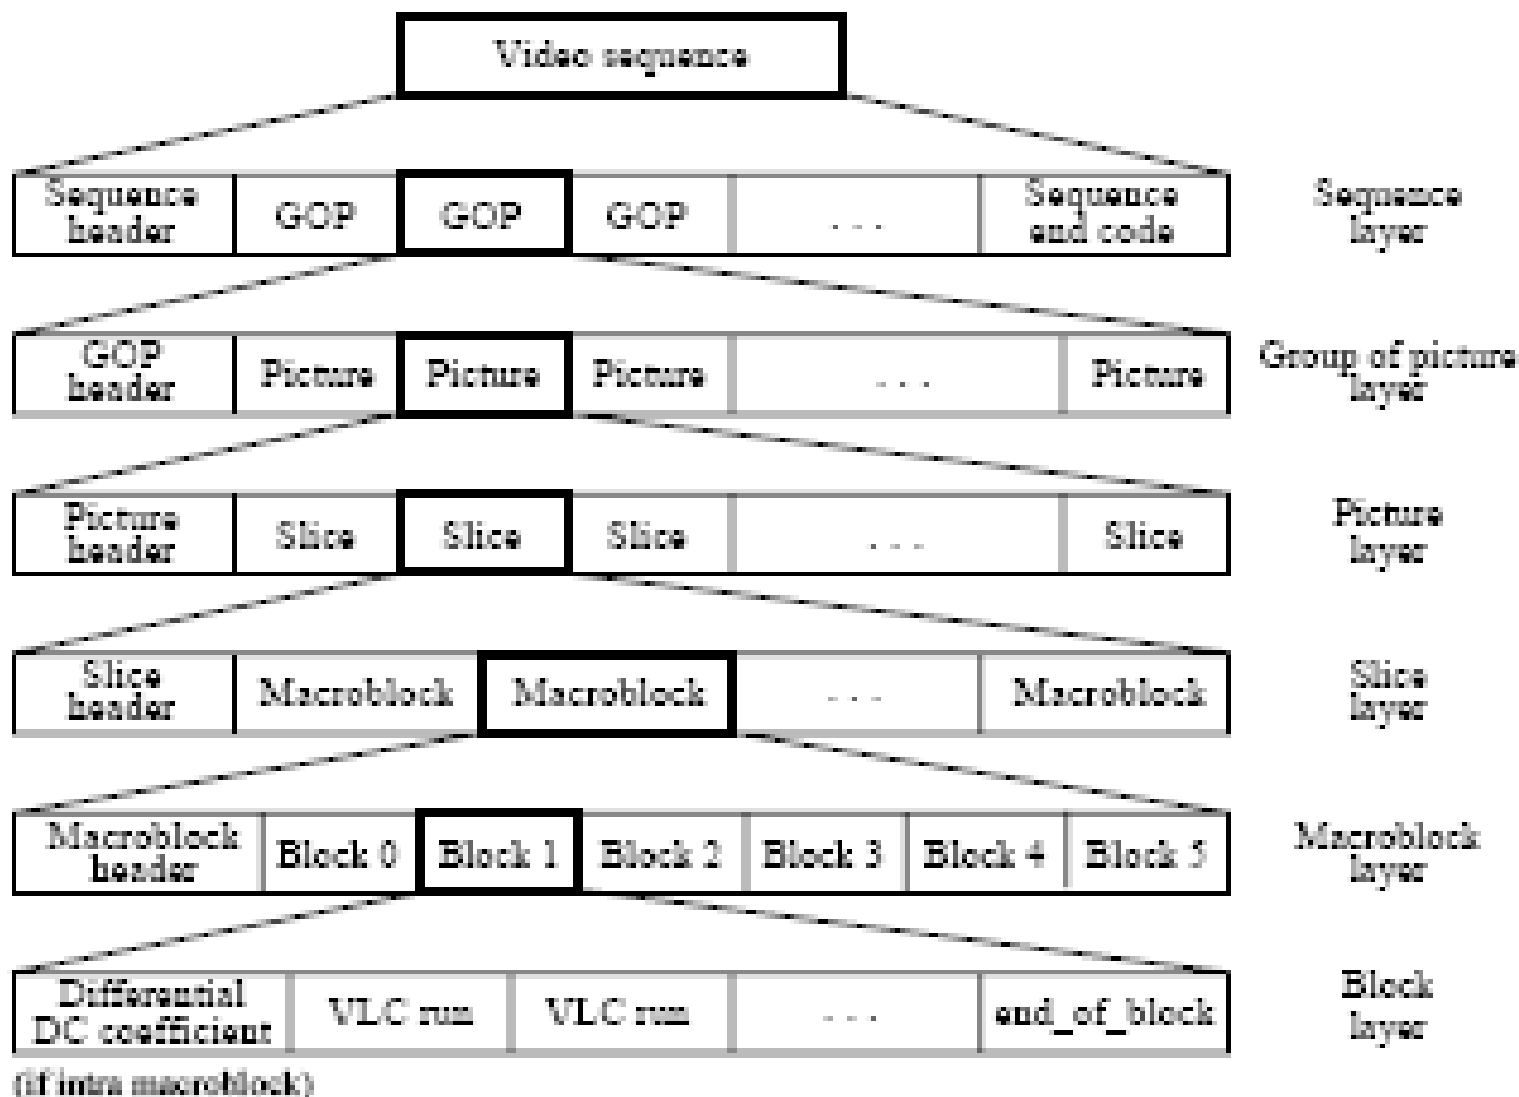 Video sequence
Sequence header GOP GOP GOP . . . Sequence end code Sequence layer
GOP header Picture Picture Picture . . . Picture Group of picture layer
Picture header Slice Slice Slice . . . Slice Picture layer
Slice header Macroblock Macroblock . . . Macroblock Slice layer
Macroblock header Block 0 Block 1 Block 2 Block 3 Block 4 Block 5 Macroblock layer
Differential DC coefficient VLC run VLC run . . . end_of_block Block layer
(if intra macroblock)